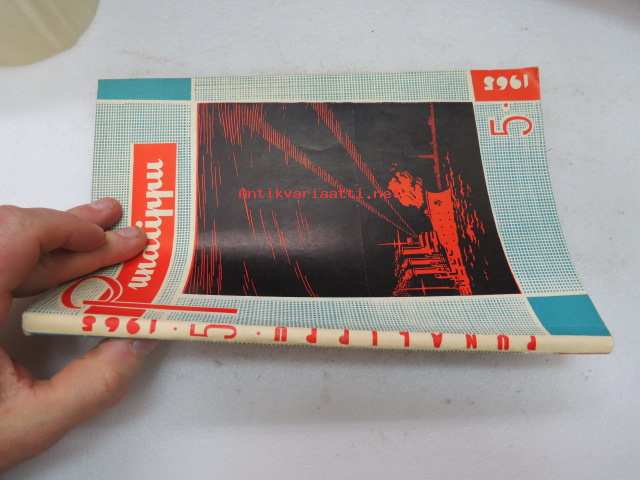 Punalippu
1965
5.
Antikvariaatti.net
PUNALIPPU · 5 · 1965